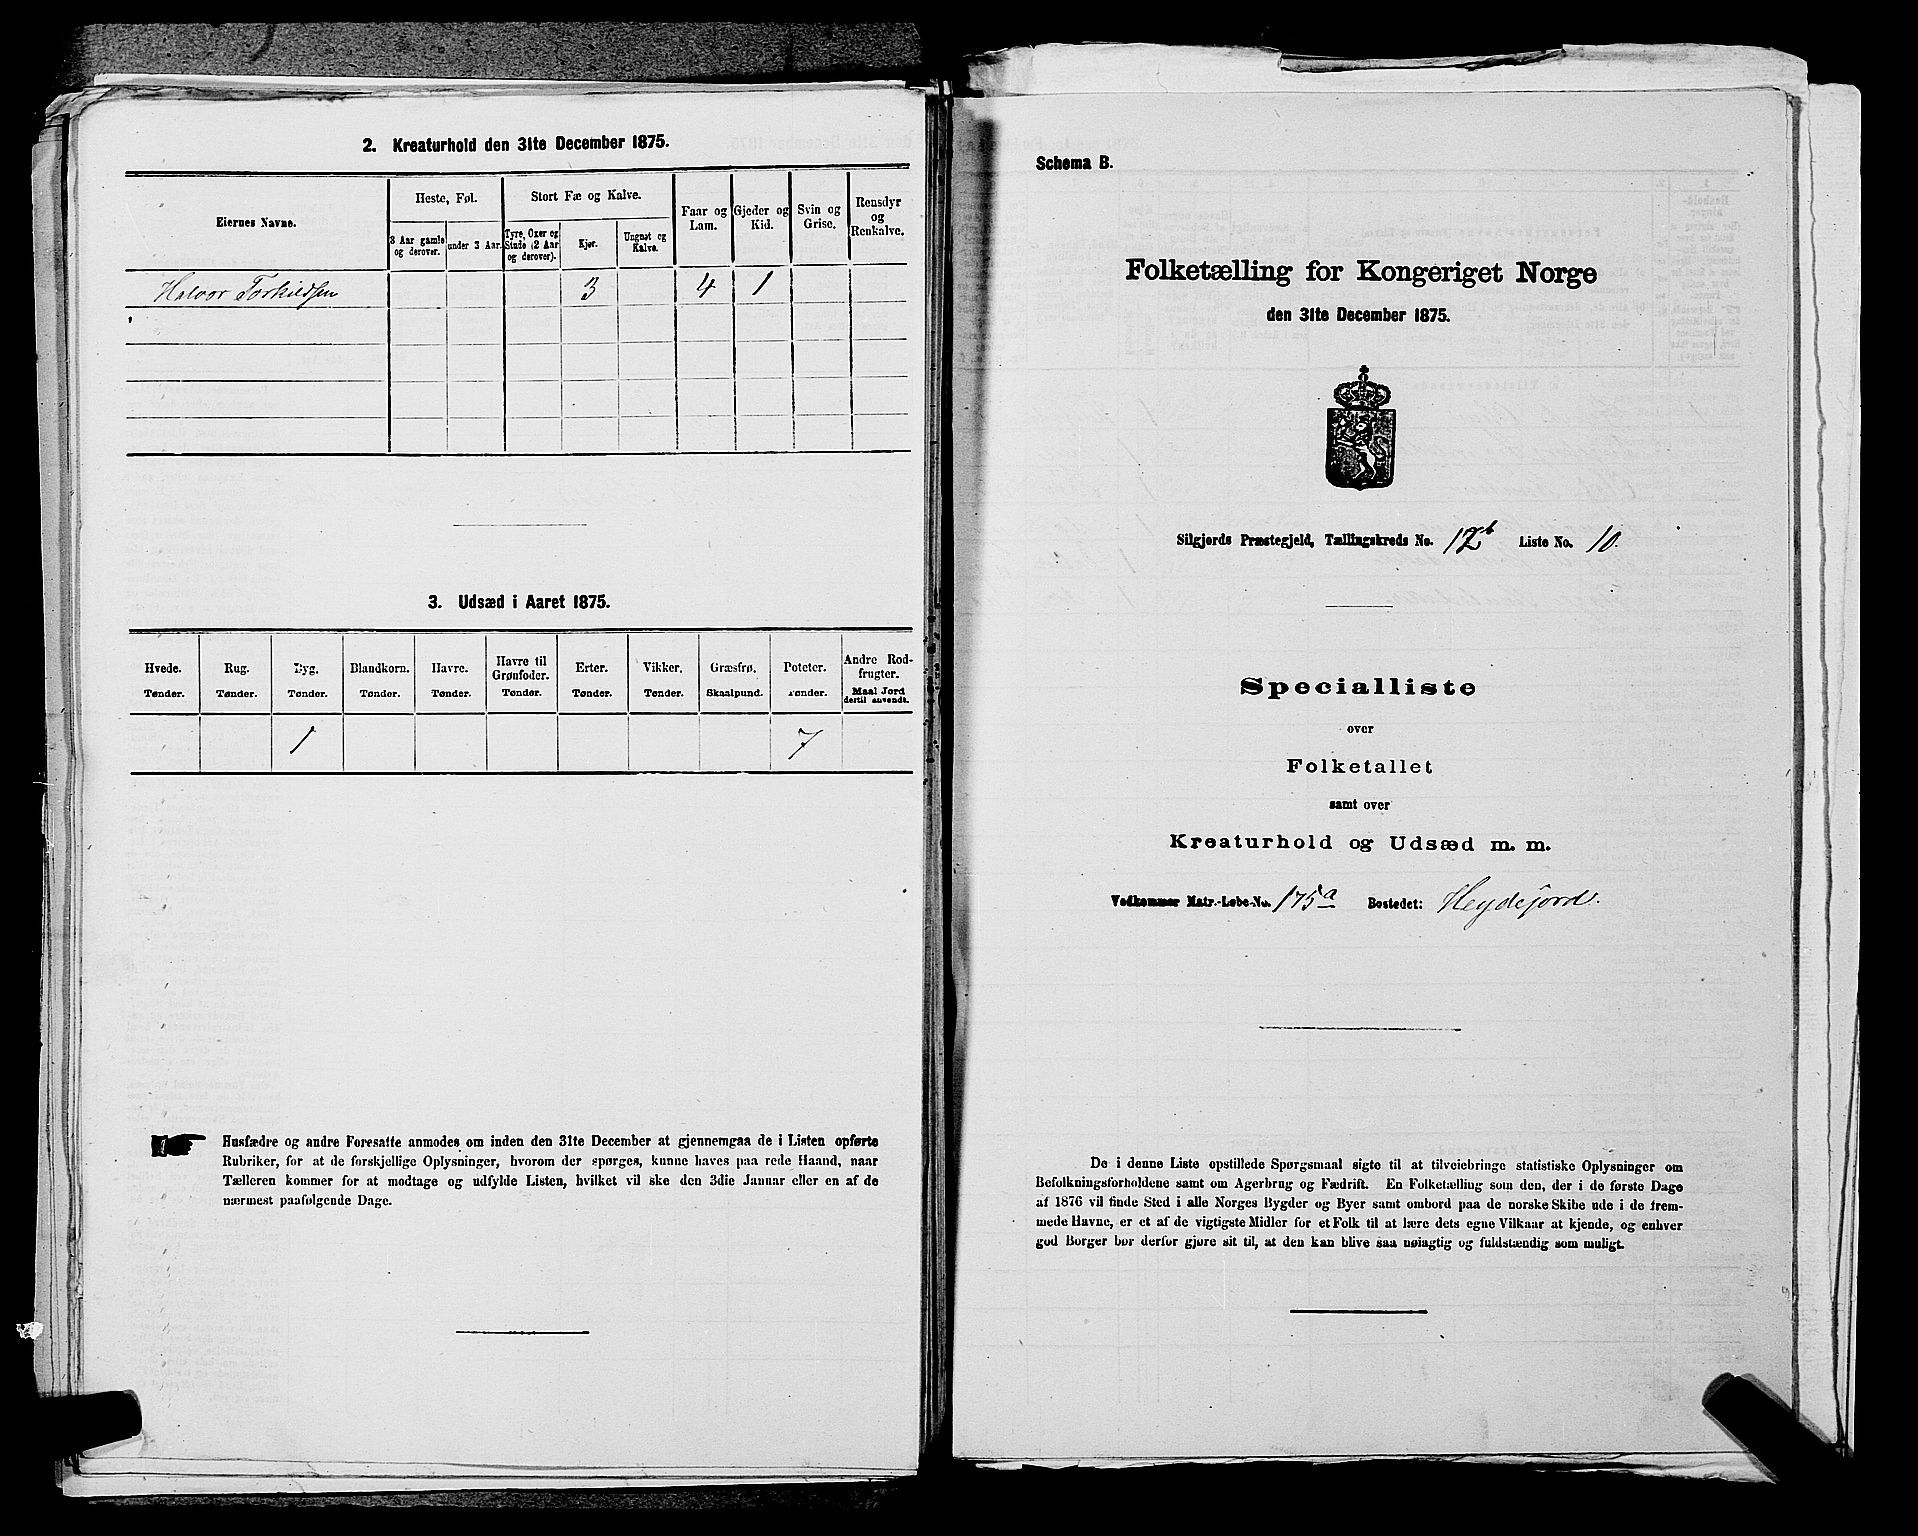 2. Kreaturhold den 31te December 1875.
Eiernes Navne.
Heste, Føl.
Stort Fæ og Kalve.
Faar og Lam.
Gjeder og Kid.
Svin og Grise.
Rensdyr og Renkalve.
3 Aar gamle og derover.
under 3 Aar.
Tyre, Oxer og Stude (2 Aar og derover).
Kjør.
Ungnøt og Kalve.
Halvor Torkildsen 3 4 1
3. Udsæd i Aaret 1875.
Hvede. Rug. Byg. Blandkorn. Havre. Havre til Grønfoder. Erter. Vikker. Græsfrø. Poteter. Andre Rodfrugter.
Tønder. Tønder. Tønder. Tønder. Tønder. Tønder. Tønder. Tønder. Skaalpund. Tønder. Maal Jord dertil anvendt.
1 7
Husfædre og andre Foresatte anmodes om inden den 31te December at gjennemgaa de i Listen opførte
Rubriker, for at de forskjellige Oplysninger, hvorom der spørges, kunne haves paa rede Haand, naar
Tælleren kommer for at modtage og udfylde Listen, hvilket vil ske den 3die Januar eller en af de
nærmest paafølgende Dage.
Schema B.
Folketælling for Kongeriget Norge
den 31te December 1875.
Silgjords Præstegjeld, Tællingskreds No. 12b Liste No. 10.
Specialliste
over
Folketallet
samt over
Kreaturhold og Udsæd m. m.
Vedkommer Matr.-Løbe-No. 175a Bostedet: Heydejord.
De i denne Liste opstillede Spørgsmaal sigte til at tilveiebringe statistiske Oplysninger om
Befolkningsforholdene samt om Agerbrug og Fædrift. En Folketælling som den, der i de første Dage
af 1876 vil finde Sted i alle Norges Bygder og Byer samt ombord paa de norske Skibe ude i de frem-
mede Havne, er et af de vigtigste Midler for et Folk til at lære dets egne Vilkaar at kjende, og enhver
god Borger bør derfor gjøre sit til, at den kan blive saa nøiagtig og fuldstændig som muligt.